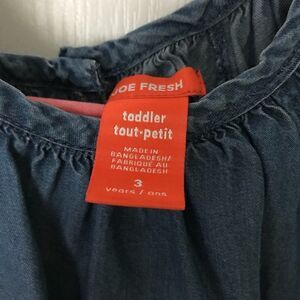 JOE FRESH
toddler
tout-petit
MADE IN
BANGLADESH/
FABRIQUÉ AU
BANGLADESH
3
years / ans